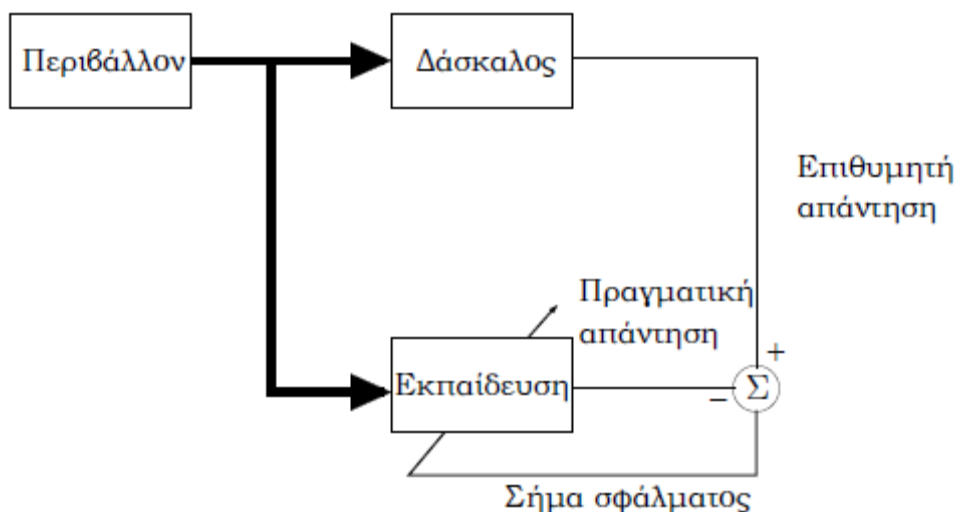 Περιβάλλον
Δάσκαλος
Επιθυμητή
απάντηση
Πραγματική
απάντηση
+
Εκπαίδευση
−
Σ
Σήμα σφάλματος